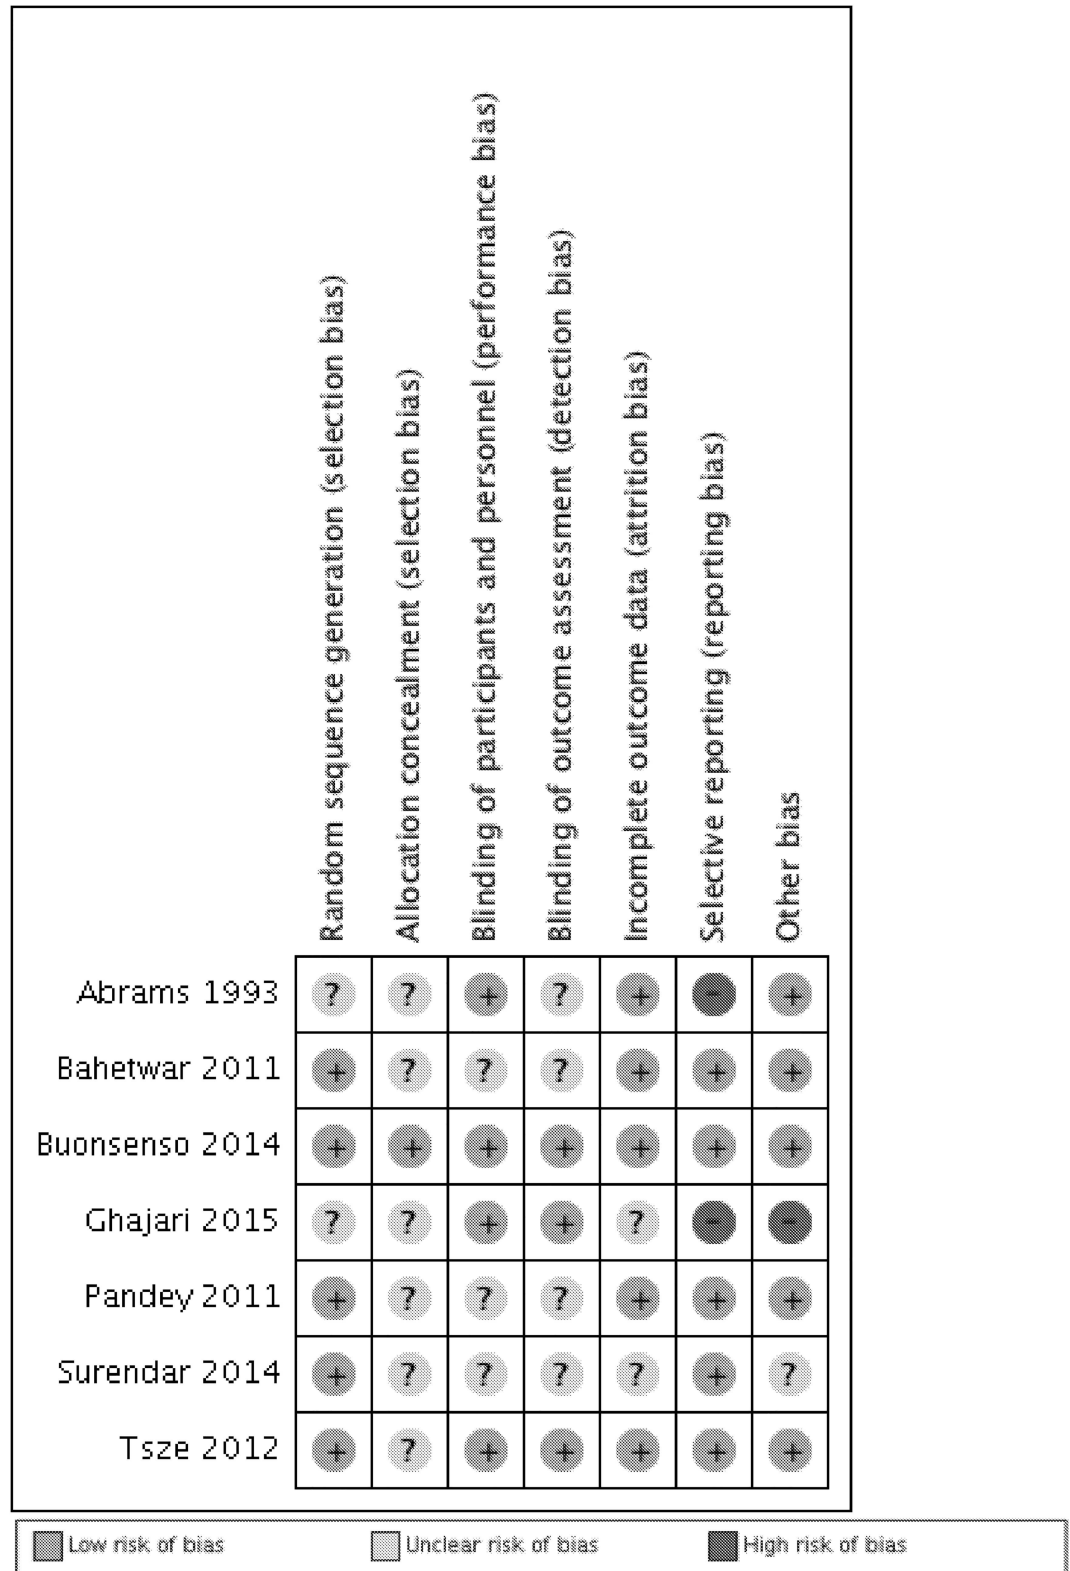 Random sequence generation (selection bias)
Allocation concealment (selection bias)
Blinding of participants and personnel (performance bias)
Blinding of outcome assessment (detection bias)
Incomplete outcome data (attrition bias)
Selective reporting (reporting bias)
Other bias
Abrams 1993 ? ? + ? + - +
Bahetwar 2011 + ? ? ? + + +
Buonsenso 2014 + + + + + + +
Ghajari 2015 ? ? + + ? - -
Pandey 2011 + ? ? ? + + +
Surendar 2014 + ? ? ? ? + ?
Tsze 2012 + ? + + + + +
Low risk of bias Unclear risk of bias High risk of bias